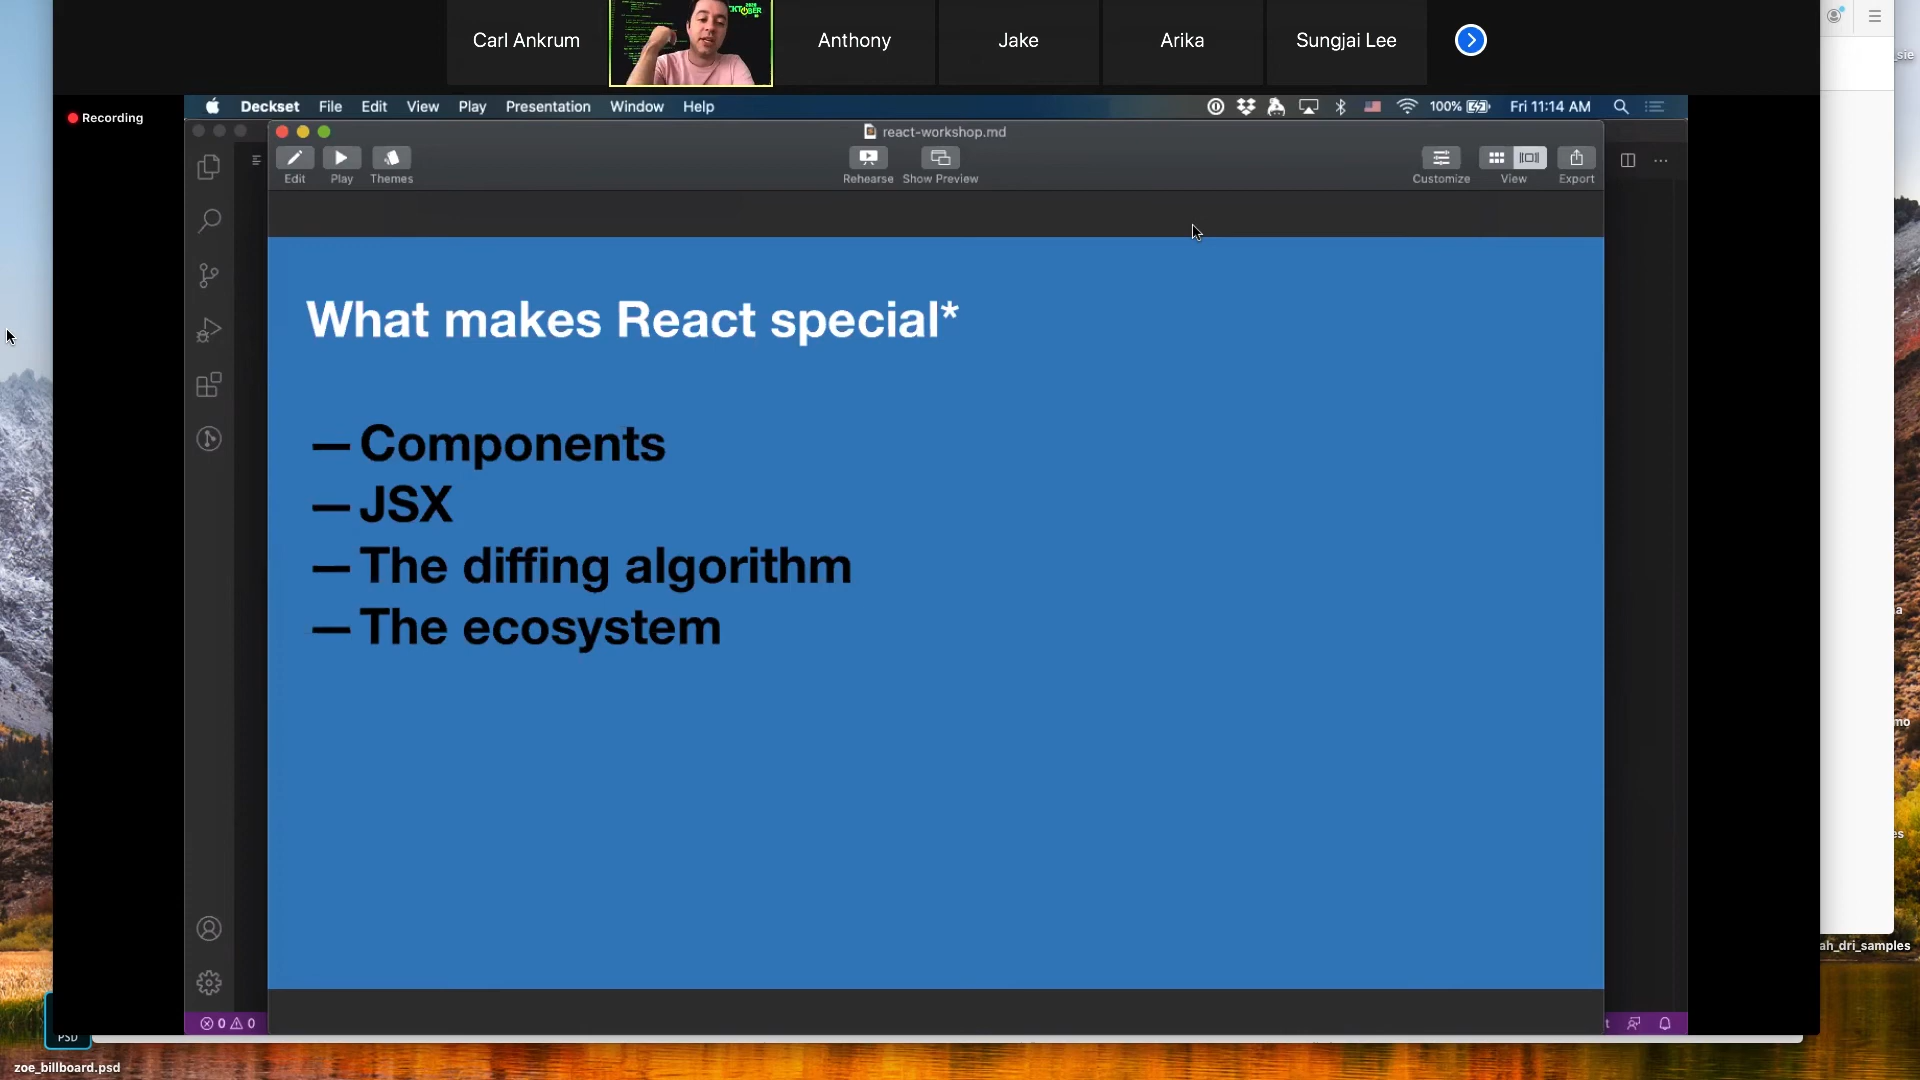 Carl Ankrum
Anthony
Jake
Arika
Sungjai Lee
Recording
Deckset File Edit View Play Presentation Window Help
100%
Fri 11:14 AM
react-workshop.md
Edit
Play
Themes
Rehearse
Show Preview
Customize
View
Export
What makes React special*
— Components
— JSX
— The diffing algorithm
— The ecosystem
0 0
PSD
zoe_billboard.psd
ah_dri_samples